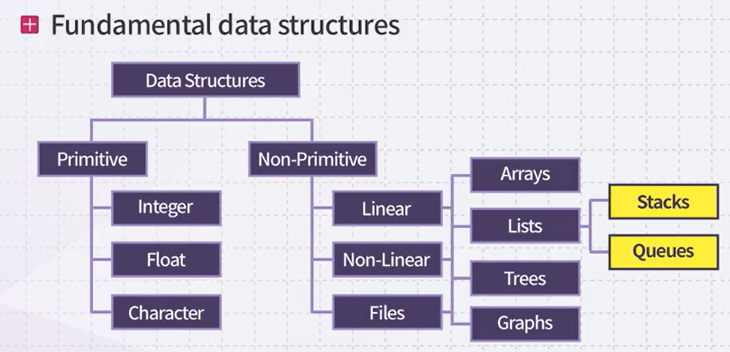 Fundamental data structures
Data Structures
Primitive
Non-Primitive
Integer
Float
Character
Linear
Non-Linear
Files
Arrays
Lists
Trees
Graphs
Stacks
Queues